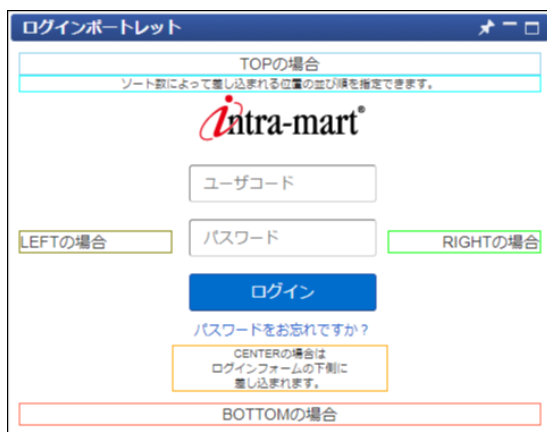 ログインポートレット
TOPの場合
ソート数によって差し込まれる位置の並び順を指定できます。
intra-mart®
ユーザコード
LEFTの場合
パスワード
RIGHTの場合
ログイン
パスワードをお忘れですか？
CENTERの場合は
ログインフォームの下側に
差し込まれます。
BOTTOMの場合